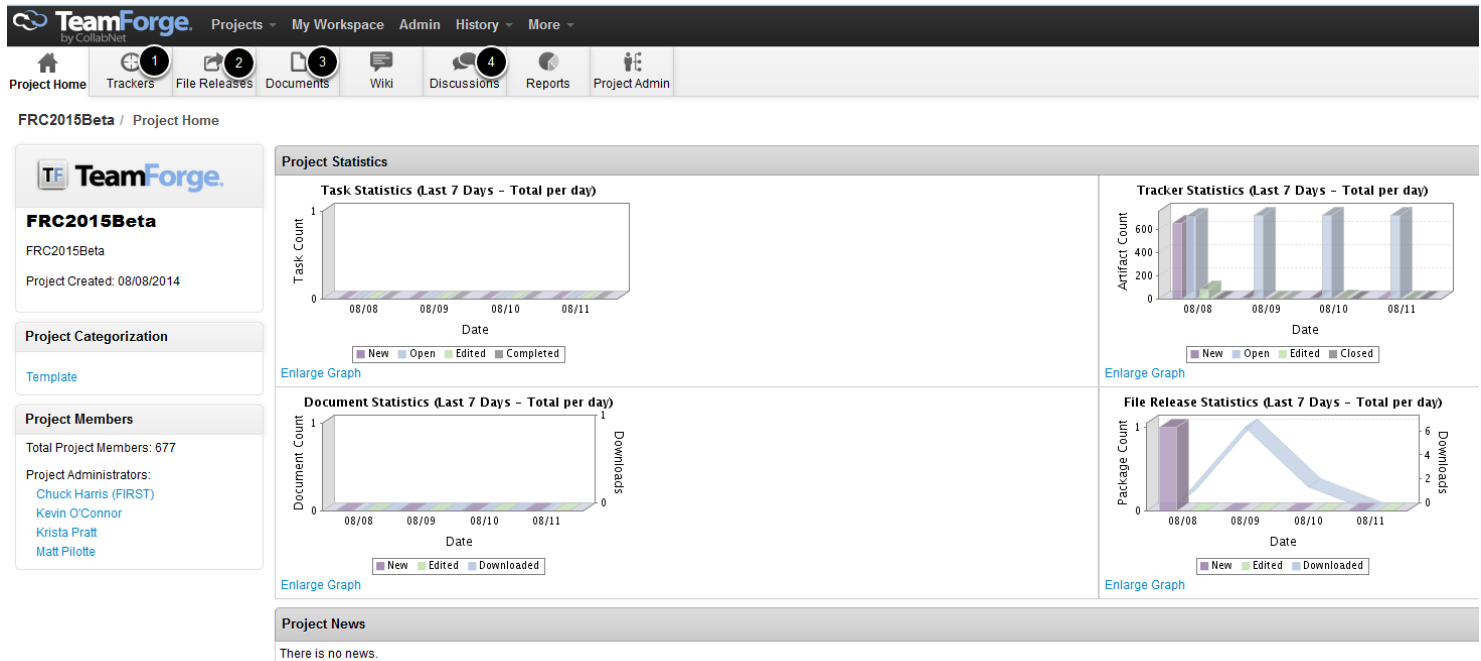 TeamForge. by CollabNet Projects My Workspace Admin History More
1 2 3 4
Project Home Trackers File Releases Documents Wiki Discussions Reports Project Admin
FRC2015Beta / Project Home
TF TeamForge.
FRC2015Beta
FRC2015Beta
Project Created: 08/08/2014
Project Categorization
Template
Project Members
Total Project Members: 677
Project Administrators:
Chuck Harris (FIRST)
Kevin O'Connor
Krista Pratt
Matt Pilotte
Project Statistics
Task Statistics (Last 7 Days - Total per day)
Task Count
1
0
08/08 08/09 08/10 08/11
Date
New Open Edited Completed
Enlarge Graph
Tracker Statistics (Last 7 Days - Total per day)
Artifact Count
600
400
200
0
08/08 08/09 08/10 08/11
Date
New Open Edited Closed
Enlarge Graph
Document Statistics (Last 7 Days - Total per day)
Document Count
1
0
1
0
Downloads
08/08 08/09 08/10 08/11
Date
New Edited Downloaded
Enlarge Graph
File Release Statistics (Last 7 Days - Total per day)
Package Count
1
0
6
4
2
0
Downloads
08/08 08/09 08/10 08/11
Date
New Edited Downloaded
Enlarge Graph
Project News
There is no news.